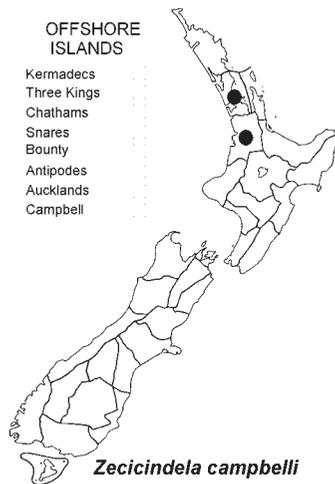 OFFSHORE
ISLANDS
Kermadecs
Three Kings
Chathams
Snares
Bounty
Antipodes
Aucklands
Campbell
Zecicindela campbelli